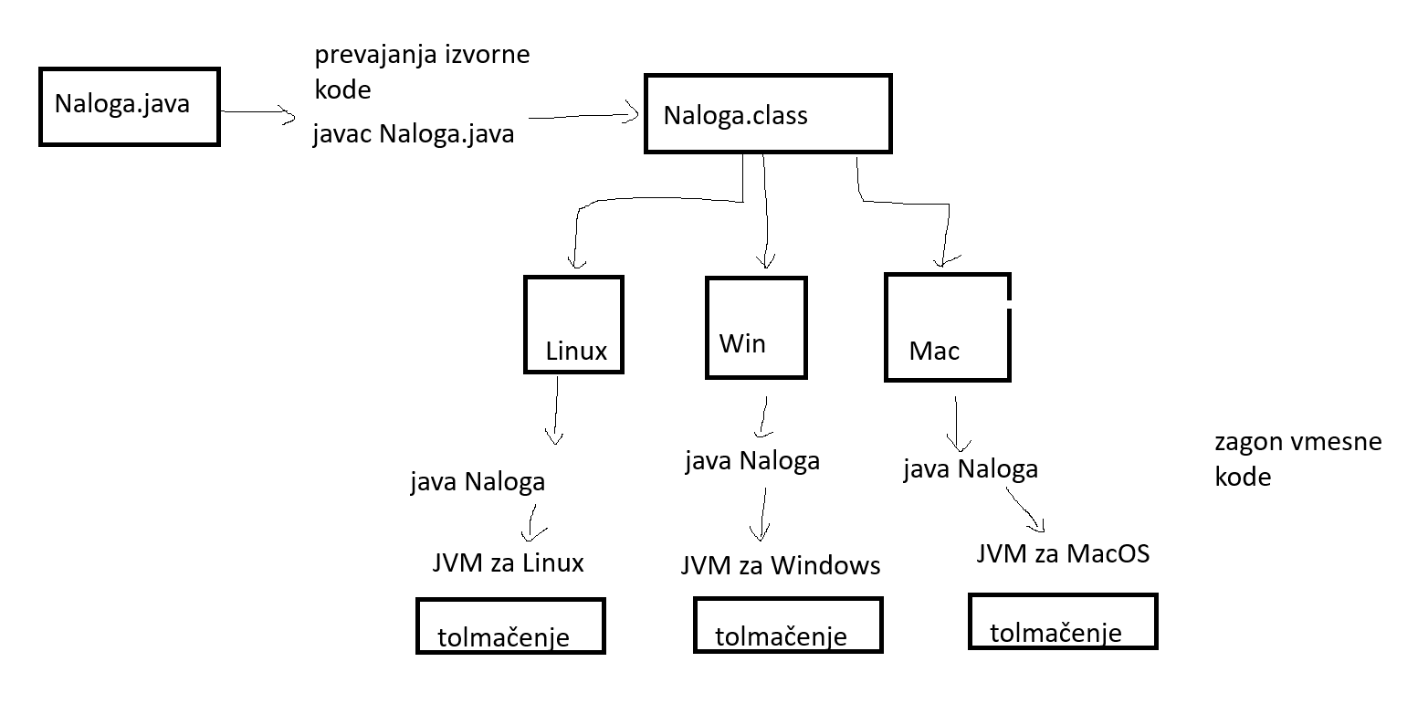 prevajanja izvorne
kode
Naloga.java
javac Naloga.java
Naloga.class
Linux
Win
Mac
zagon vmesne
kode
java Naloga
java Naloga
java Naloga
JVM za Linux
JVM za Windows
JVM za MacOS
tolmačenje
tolmačenje
tolmačenje